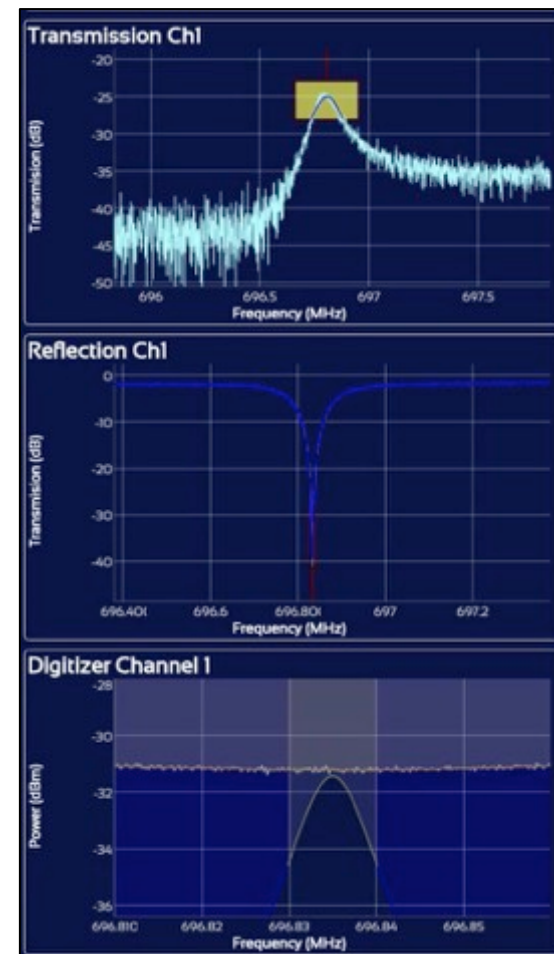 Transmission Ch1
-20
-25
-30
-35
-40
-45
-50
Transmision (dB)
696 696.5 697 697.5
Frequency (MHz)
Reflection Ch1
0
-10
-20
-30
-40
Transmision (dB)
696.401 696.6 696.801 697 697.2
Frequency (MHz)
Digitizer Channel 1
-28
-30
-32
-34
-36
Power (dBm)
696.810 696.82 696.83 696.84 696.85
Frequency (MHz)